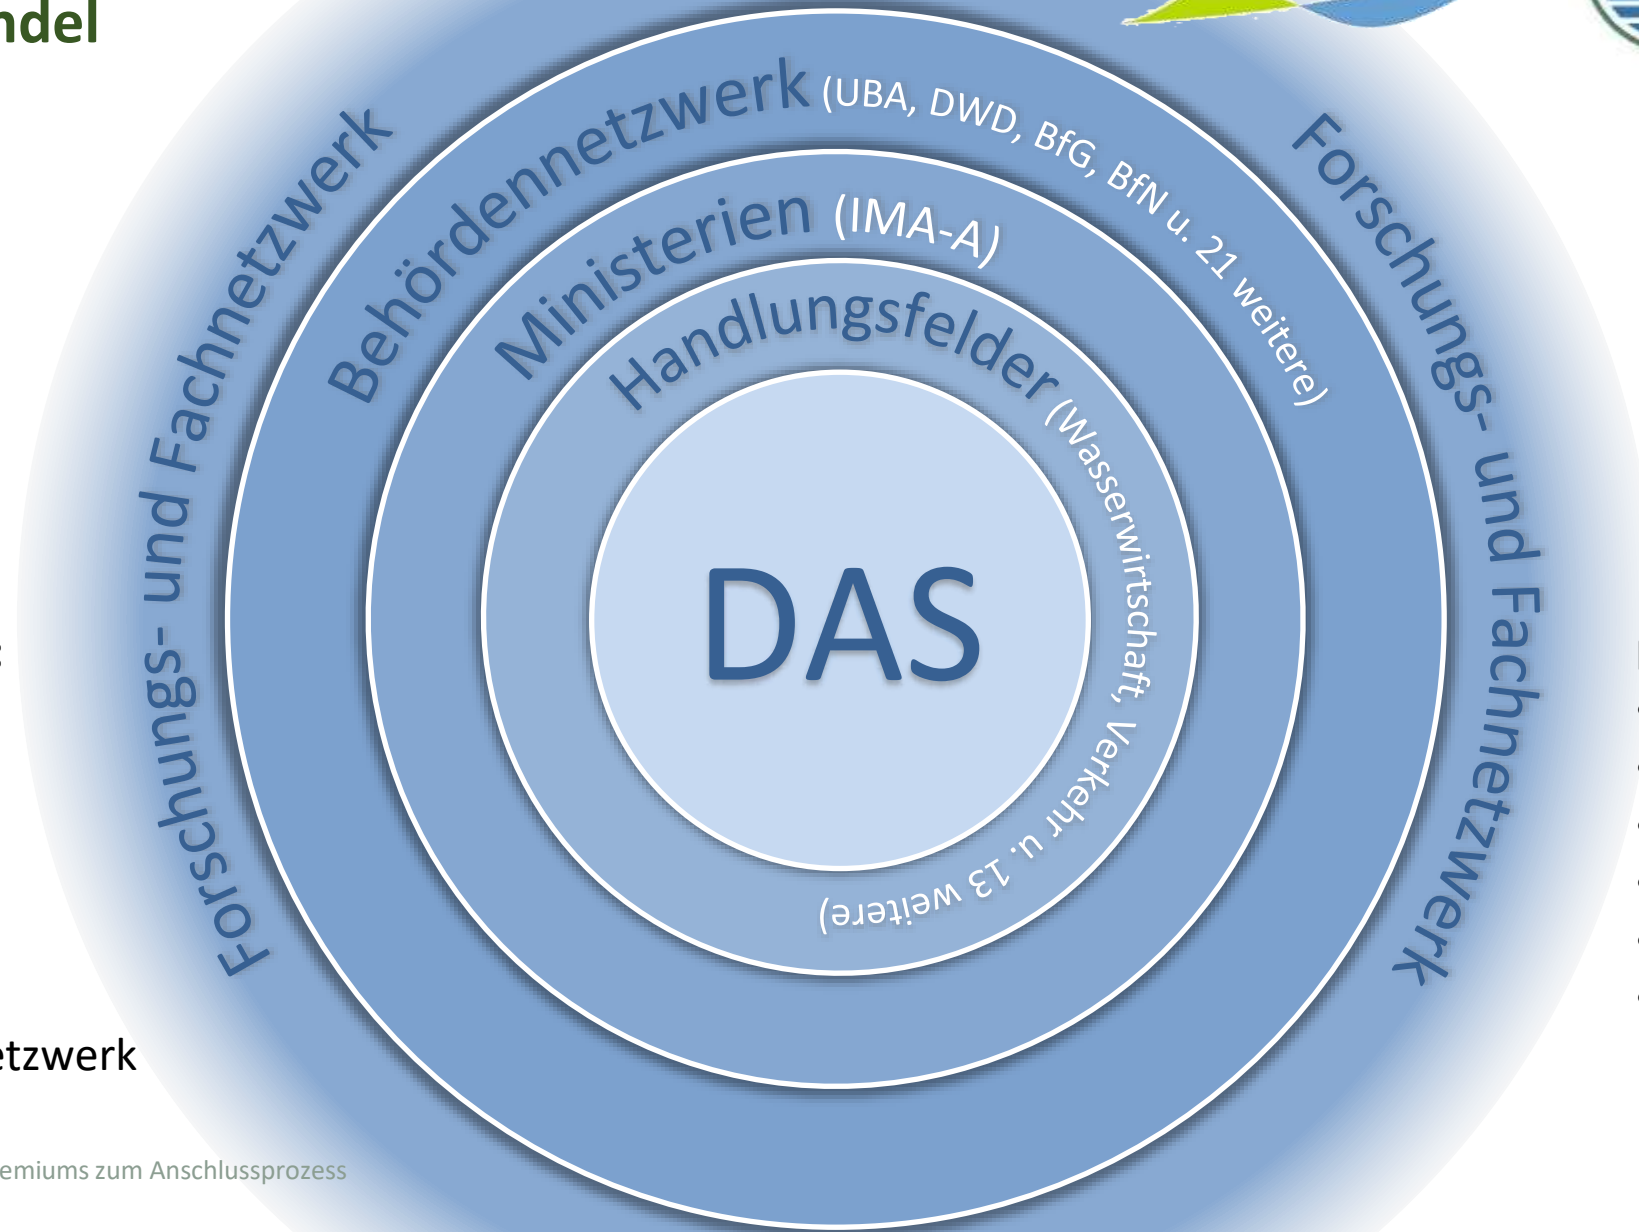 ndel
Forschungs- und Fachnetzwerk
Behördennetzwerk (UBA, DWD, BfG, BfN u. 21 weitere)
Ministerien (IMA-A)
Handlungsfelder (Wasserwirtschaft, Verkehr u. 13 weitere)
DAS
Forschungs- und Fachnetzwerk
etzwerk
emiums zum Anschlussprozess